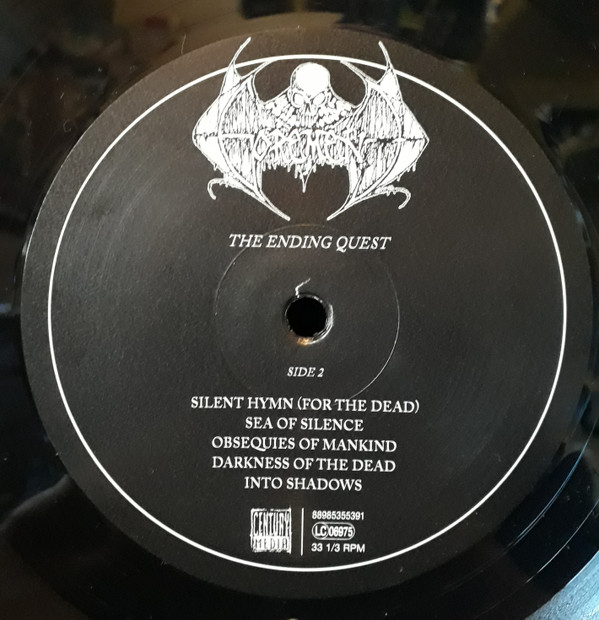 GOREMENT
THE ENDING QUEST
SIDE 2
SILENT HYMN (FOR THE DEAD)
SEA OF SILENCE
OBSEQUIES OF MANKIND
DARKNESS OF THE DEAD
INTO SHADOWS
CENTURY
MEDIA
88985355391
LC 06975
33 1/3 RPM